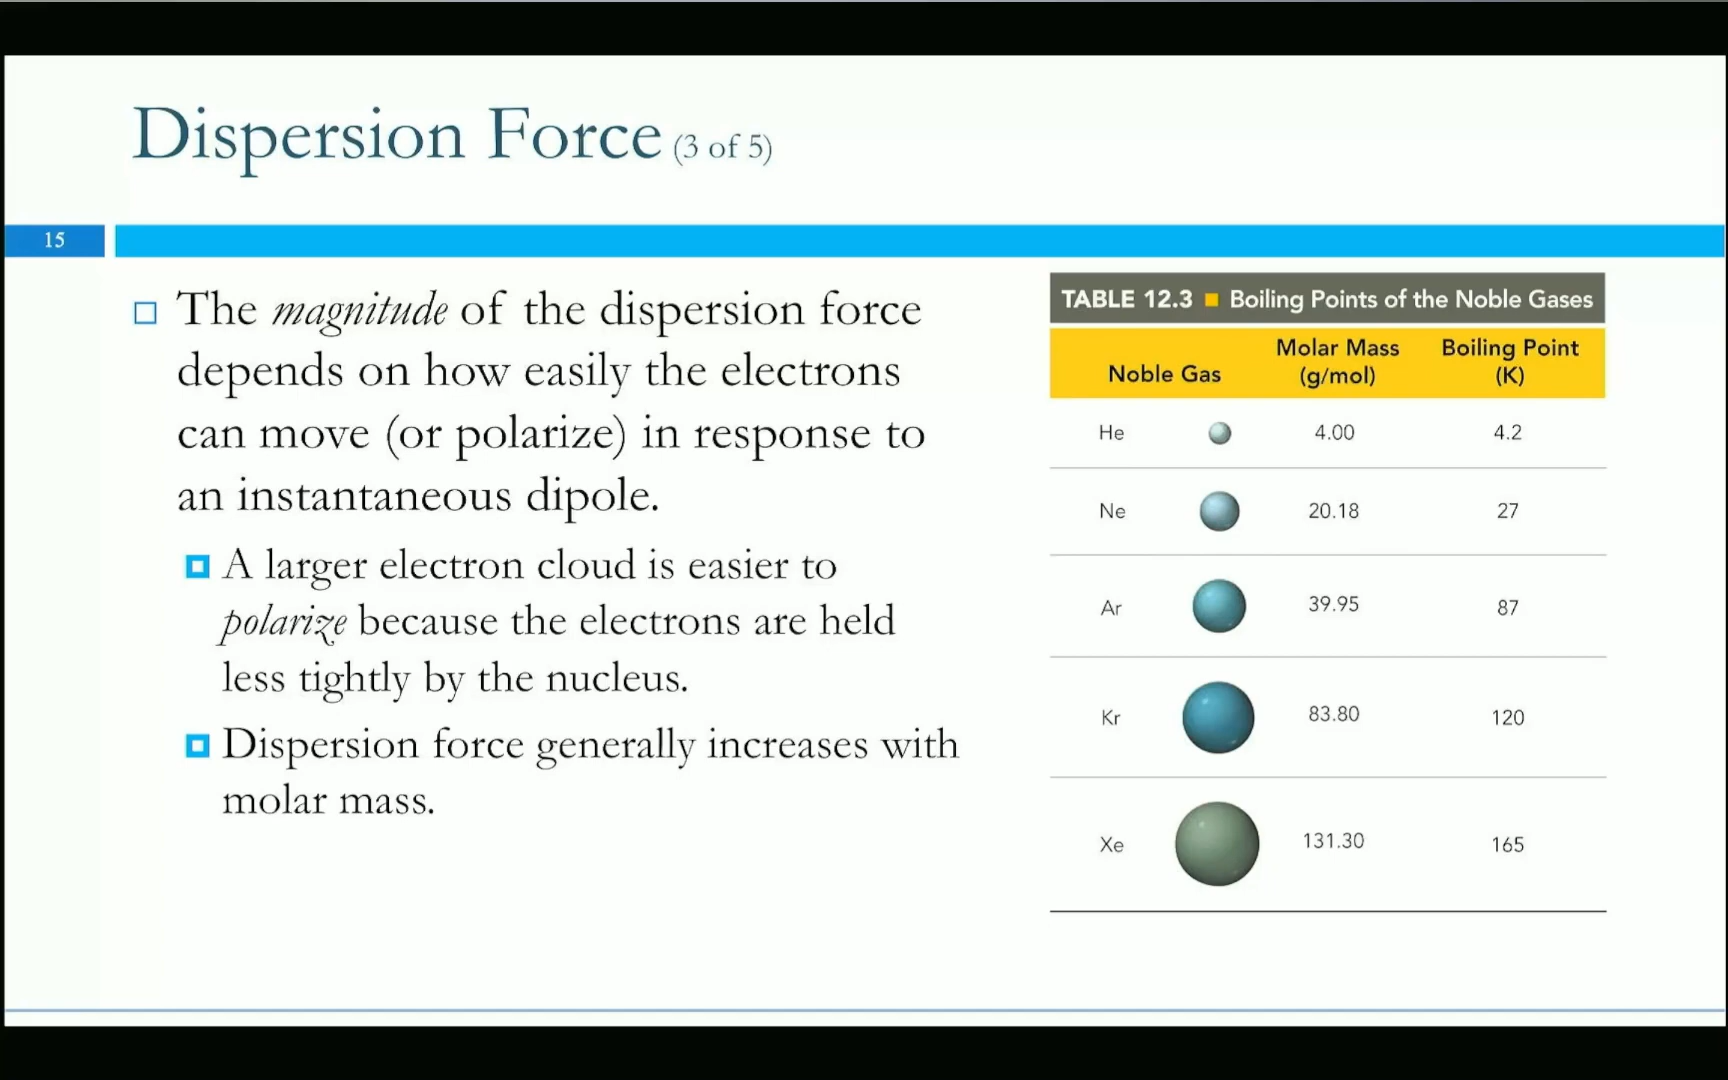 Dispersion Force (3 of 5)
15
The magnitude of the dispersion force
depends on how easily the electrons
can move (or polarize) in response to
an instantaneous dipole.
A larger electron cloud is easier to
polarize because the electrons are held
less tightly by the nucleus.
Dispersion force generally increases with
molar mass.
TABLE 12.3 ■ Boiling Points of the Noble Gases
Noble Gas Molar Mass (g/mol) Boiling Point (K)
He 4.00 4.2
Ne 20.18 27
Ar 39.95 87
Kr 83.80 120
Xe 131.30 165